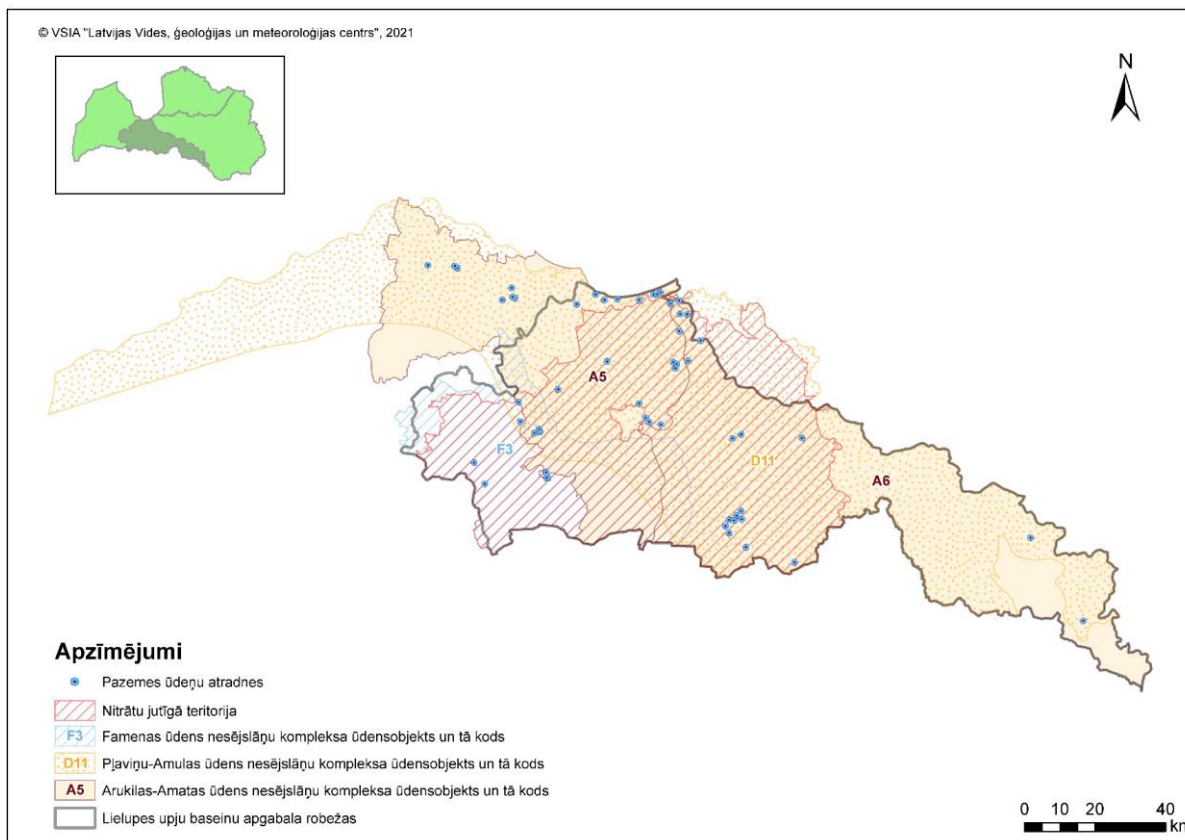 © VSIA "Latvijas Vides, ģeoloģijas un meteoroloģijas centrs", 2021
N
A5
F3
D11
A6
Apzīmējumi
Pazemes ūdeņu atradnes
Nitrātu jutīgā teritorija
F3 Famenas ūdens nesējslāņu kompleksa ūdensobjekts un tā kods
D11 Pļaviņu-Amulas ūdens nesējslāņu kompleksa ūdensobjekts un tā kods
A5 Arukilas-Amatas ūdens nesējslāņu kompleksa ūdensobjekts un tā kods
Lielupes upju baseinu apgabala robežas
0 10 20 40
km